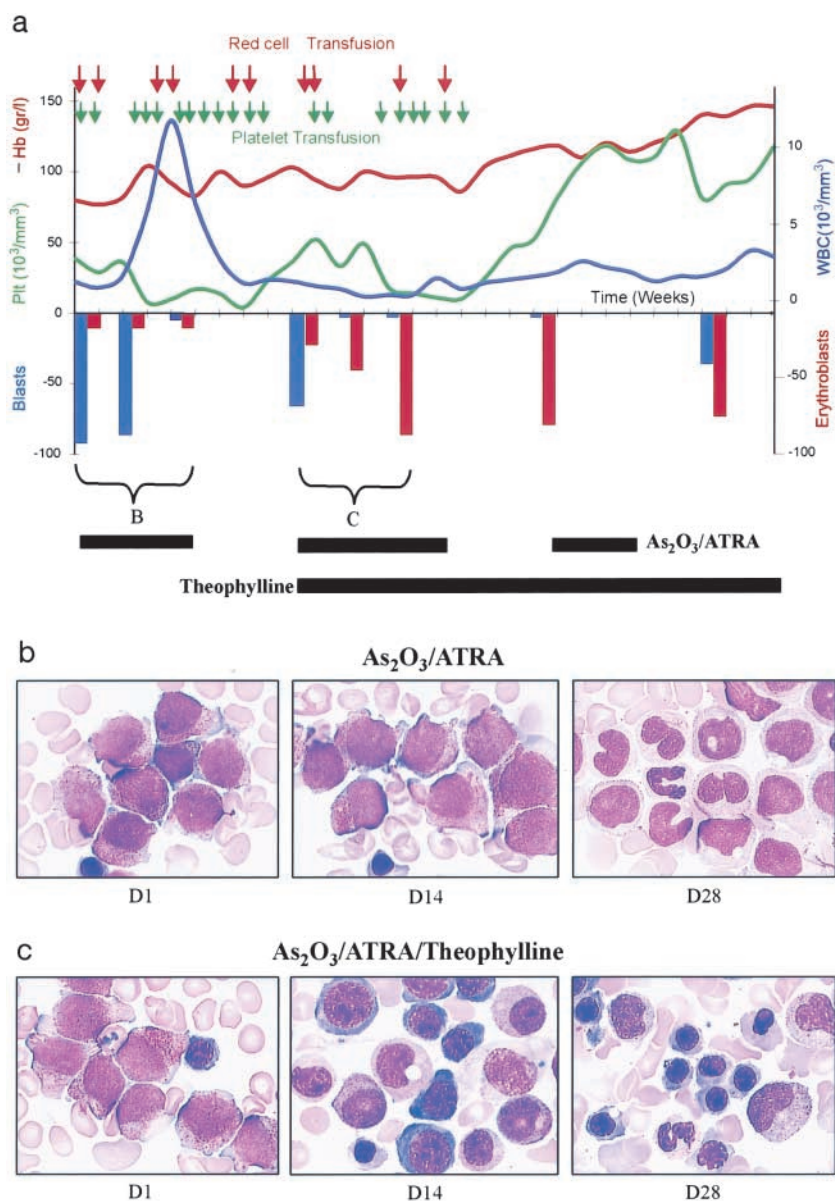 a
Red cell Transfusion
Platelet Transfusion
– Hb (gr/l)
Plt (10³/mm³)
Blasts
150
100
50
0
-50
-100
10
5
0
0
-50
-100
WBC(10³/mm³)
Erythroblasts
Time (Weeks)
B
C
As₂O₃/ATRA
Theophylline
b
As₂O₃/ATRA
D1
D14
D28
c
As₂O₃/ATRA/Theophylline
D1
D14
D28